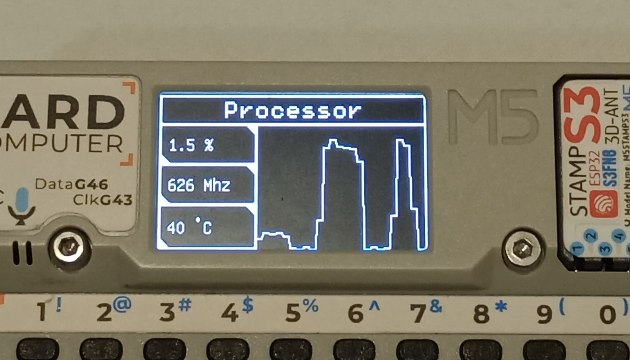 Processor
1.5 %
626 Mhz
40 °C
M5
ARD
OMPUTER
DataG46
ClkG43
STAMP
S3
ESP32
S3FN8
3D-ANT
1 !
2 @
3 #
4 $
5 %
6 ^
7 &
8 *
9 (
0 )